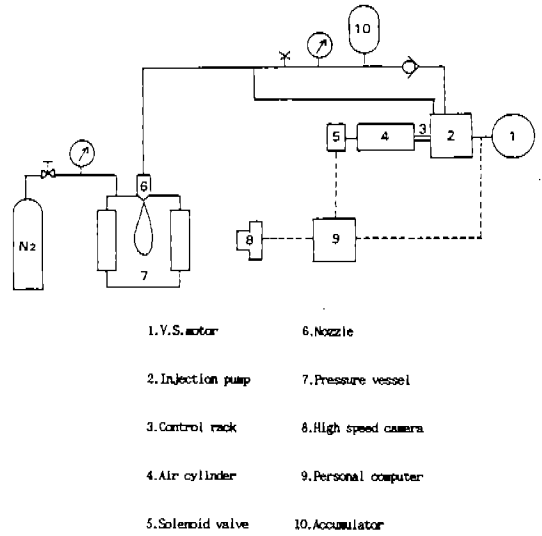 10
5
4
3
2
1
6
N2
7
8
9
1.V.S.motor
6.Nozzle
2.Injection pump
7.Pressure vessel
3.Control rack
8.High speed camera
4.Air cylinder
9.Personal computer
5.Solenoid valve
10.Accumulator